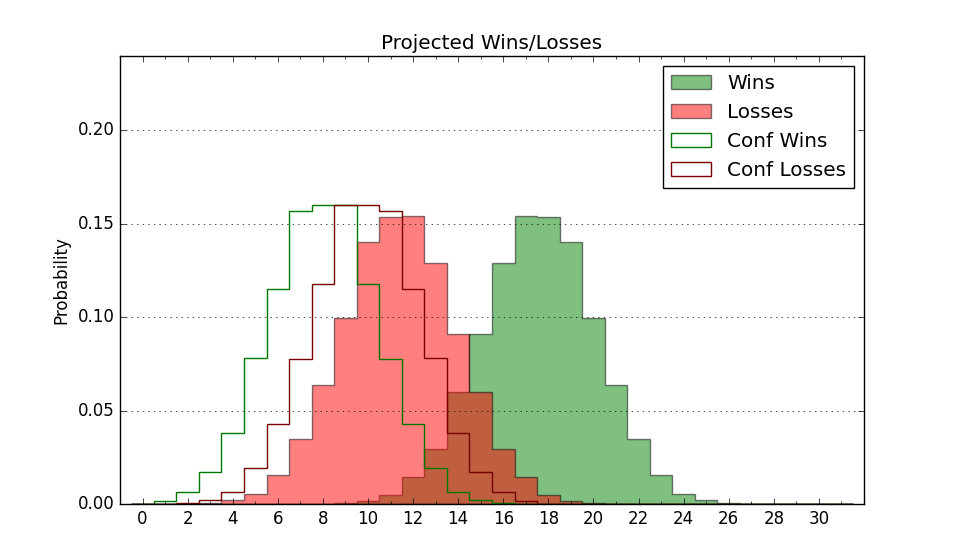 Projected Wins/Losses
Wins
Losses
Conf Wins
Conf Losses
Probability
0.20
0.15
0.10
0.05
0.00
0 2 4 6 8 10 12 14 16 18 20 22 24 26 28 30